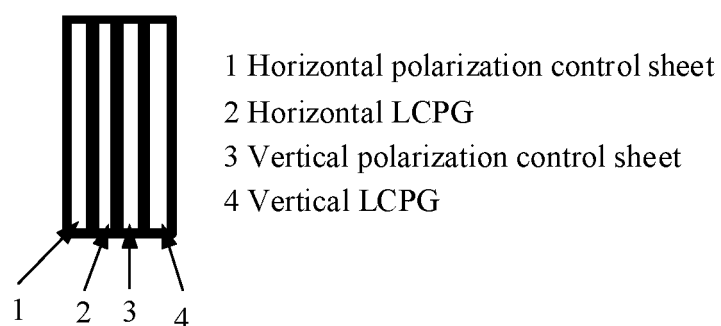 1 Horizontal polarization control sheet
2 Horizontal LCPG
3 Vertical polarization control sheet
4 Vertical LCPG
1 2 3 4